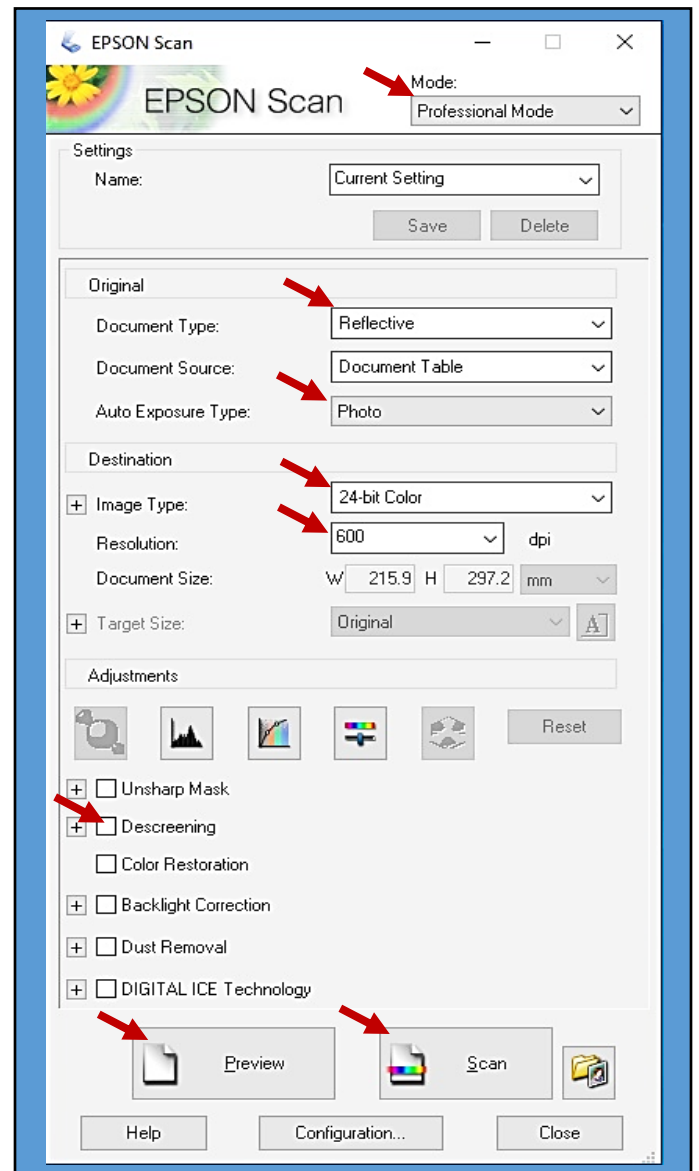 EPSON Scan
EPSON Scan
Mode:
Professional Mode
Settings
Name: Current Setting
Save Delete
Original
Document Type: Reflective
Document Source: Document Table
Auto Exposure Type: Photo
Destination
Image Type: 24-bit Color
Resolution: 600 dpi
Document Size: W 215.9 H 297.2 mm
Target Size: Original A
Adjustments
Reset
Unsharp Mask
Descreening
Color Restoration
Backlight Correction
Dust Removal
DIGITAL ICE Technology
Preview Scan
Help Configuration... Close